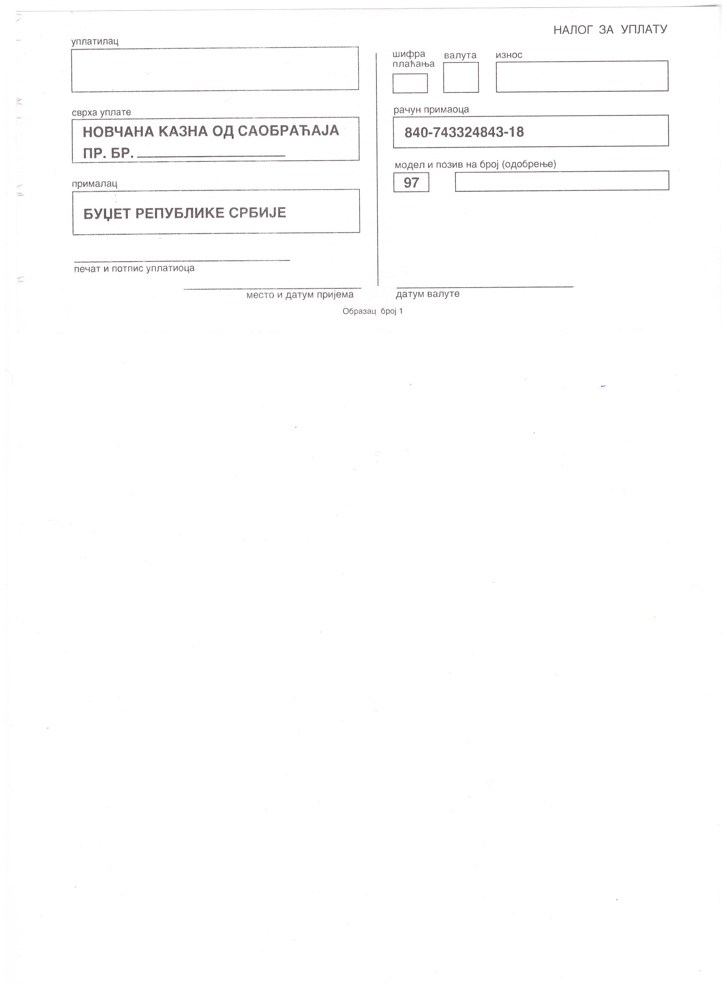 НАЛОГ ЗА УПЛАТУ
уплатилац
сврха уплате
НОВЧАНА КАЗНА ОД САОБРАЋАЈА
ПР. БР.
прималац
БУЏЕТ РЕПУБЛИКЕ СРБИЈЕ
печат и потпис уплатиоца
место и датум пријема
шифра
плаћања
валута
износ
рачун примаоца
840-743324843-18
модел и позив на број (одобрење)
97
датум валуте
Образац број 1